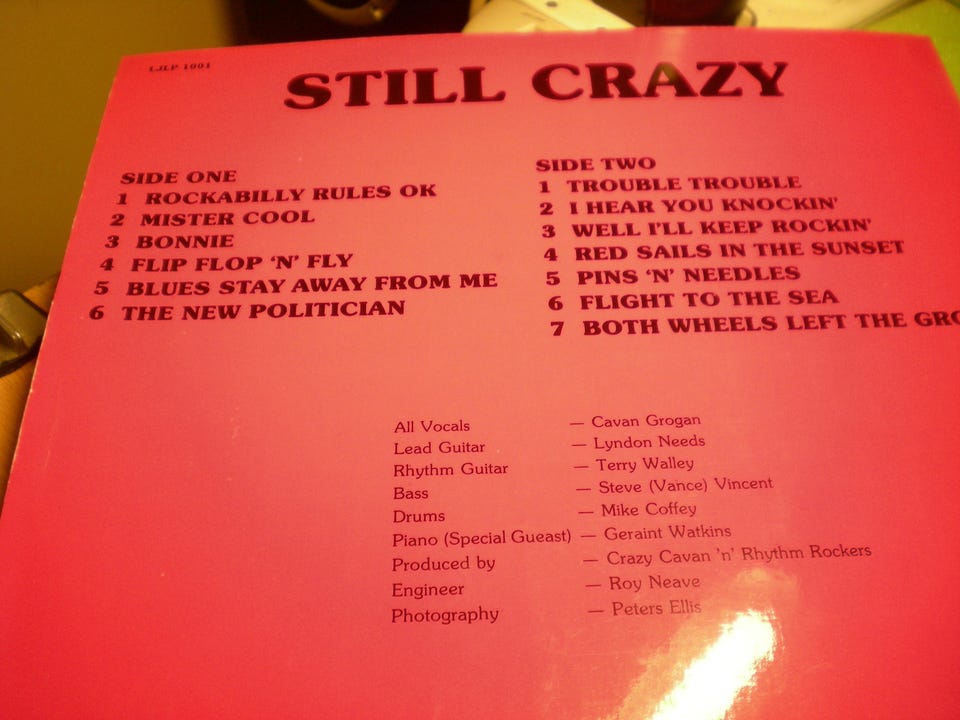 LJLP 1001
STILL CRAZY
SIDE ONE
1 ROCKABILLY RULES OK
2 MISTER COOL
3 BONNIE
4 FLIP FLOP 'N' FLY
5 BLUES STAY AWAY FROM ME
6 THE NEW POLITICIAN
SIDE TWO
1 TROUBLE TROUBLE
2 I HEAR YOU KNOCKIN'
3 WELL I'LL KEEP ROCKIN'
4 RED SAILS IN THE SUNSET
5 PINS 'N' NEEDLES
6 FLIGHT TO THE SEA
7 BOTH WHEELS LEFT THE GRO
All Vocals — Cavan Grogan
Lead Guitar — Lyndon Needs
Rhythm Guitar — Terry Walley
Bass — Steve (Vance) Vincent
Drums — Mike Coffey
Piano (Special Gueast) — Geraint Watkins
Produced by — Crazy Cavan 'n' Rhythm Rockers
Engineer — Roy Neave
Photography — Peters Ellis